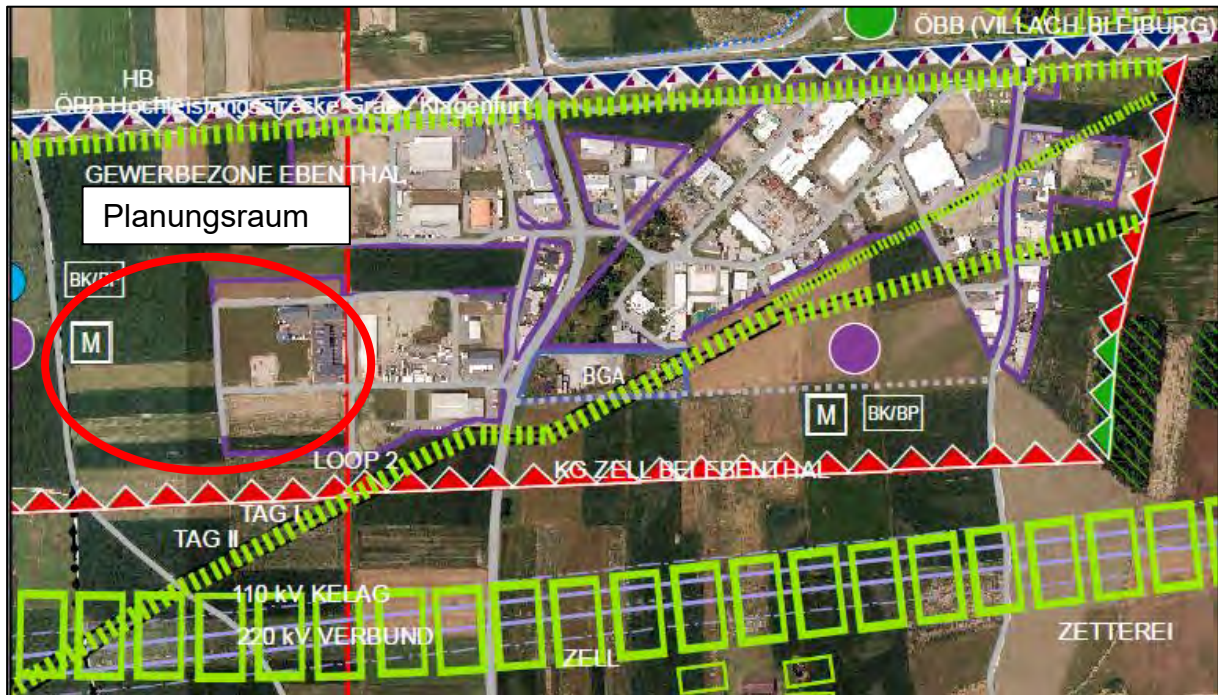 ÖBB (VILLACH-BLEIBURG)
HB
ÖBB Hochleistungsstrecke Graz - Klagenfurt
GEWERBEZONE EBENTHAL
Planungsraum
BK/BP
M
BGA
M
BK/BP
LOOP 2
KG ZELL BEI EBENTHAL
TAG I
TAG II
110 kV KELAG
220 kV VERBUND
ZELL
ZETTEREI